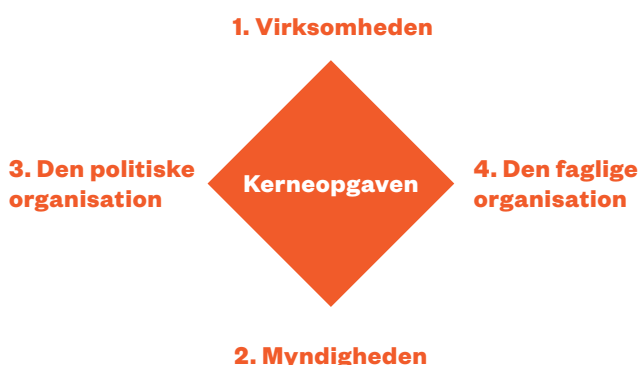 1. Virksomheden
3. Den politiske
organisation
Kerneopgaven
4. Den faglige
organisation
2. Myndigheden